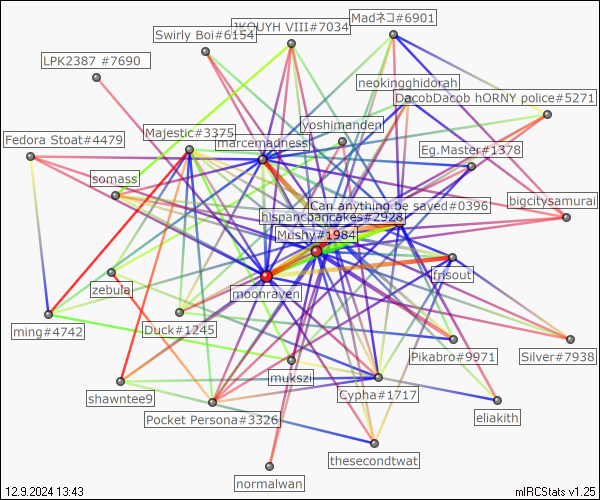 Madネコ#6901
JKOUYH VIII#7034
Swirly Boi#6154
LPK2387 #7690
neokingghidorah
DacobDacob hORNY police#5271
yoshimanden
Majestic#3375
Fedora Stoat#4479
marcemadness
Eg.Master#1378
somass
bigcitysamurai
Can anything be saved#0396
hispancpancakes#2928
Mushy#1984
frisout
zebula
moonraven
ming#4742
Duck#1245
Pikabro#9971
Silver#7938
mukszi
shawntee9
Cypha#1717
Pocket Persona#3326
eliakith
thesecondtwat
normalwan
12.9.2024 13:43
mIRCStats v1.25